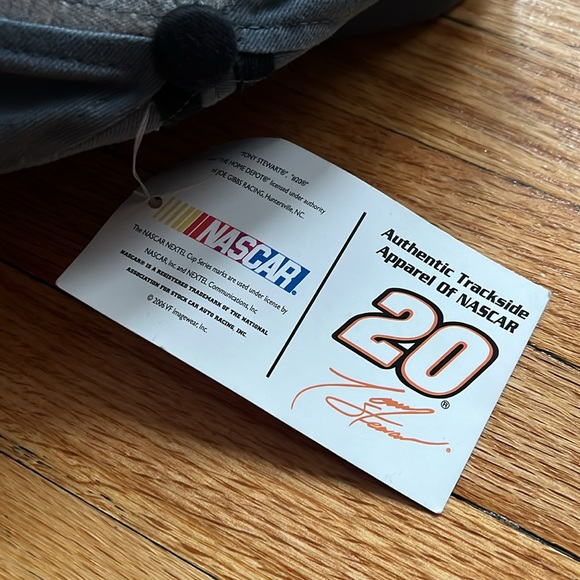 "TONY STEWART®", "#20®"
THE HOME DEPOT® licensed under authority
of JOE GIBBS RACING, Huntersville, NC.
NASCAR.
The NASCAR NEXTEL Cup Series marks are used under license by
NASCAR, Inc. and NEXTEL Communications, Inc.
NASCAR® IS A REGISTERED TRADEMARK OF THE NATIONAL
ASSOCIATION FOR STOCK CAR AUTO RACING, INC.
© 2006 VF Imagewear, Inc.
Authentic Trackside
Apparel Of NASCAR
20®
Tony
Stewart